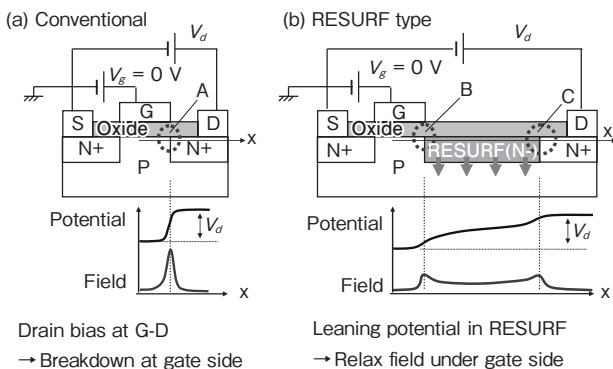 (a) Conventional
(b) RESURF type
Vd
Vg = 0 V
A
G
S
Oxide
D
x
N+
N+
P
Potential
Vd
Field
x
Drain bias at G-D
→ Breakdown at gate side
Vd
Vg = 0 V
B
C
G
S
Oxide
D
x
N+
RESURF(N-)
N+
P
Potential
Vd
Field
x
Leaning potential in RESURF
→ Relax field under gate side